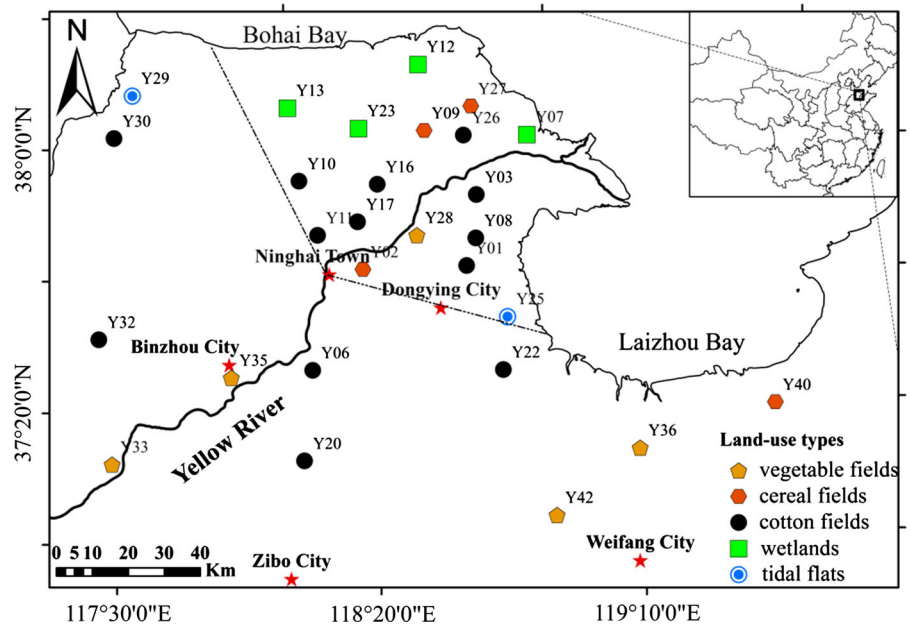 N
Bohai Bay
Y12
Y29
Y13
Y27
Y23
Y09
Y26
Y07
Y30
38°0'0"N
Y10
Y16
Y03
Y17
Y11
Y28
Y08
Y01
Ninghai Town
Y02
Dongying City
Y25
Y32
Binzhou City
Y35
Y06
Y22
Laizhou Bay
Y40
37°20'0"N
Yellow River
Y33
Y20
Y36
Y42
Land-use types
vegetable fields
cereal fields
cotton fields
wetlands
tidal flats
Weifang City
Zibo City
0 5 10 20 30 40
Km
117°30'0"E
118°20'0"E
119°10'0"E